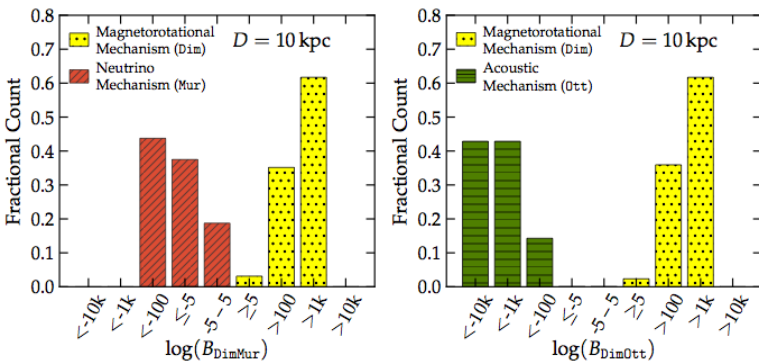 0.8
0.7
0.6
0.5
0.4
0.3
0.2
0.1
0.0
Fractional Count
Magnetorotational
Mechanism (Dim)
Neutrino
Mechanism (Mur)
D = 10 kpc
<-10k
<-1k
<-100
≤-5
-5 – 5
≥5
>100
>1k
>10k
log(B_DimMur)
0.8
0.7
0.6
0.5
0.4
0.3
0.2
0.1
0.0
Fractional Count
Magnetorotational
Mechanism (Dim)
Acoustic
Mechanism (Ott)
D = 10 kpc
<-10k
<-1k
<-100
≤-5
-5 – 5
≥5
>100
>1k
>10k
log(B_DimOtt)